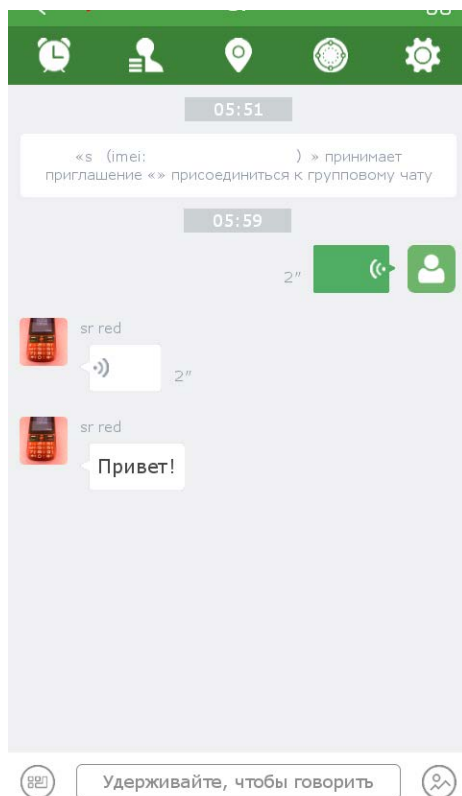 05:51
«s (imei: ) » принимает
приглашение «» присоединиться к групповому чату
05:59
2"
sr red
2"
sr red
Привет!
Удерживайте, чтобы говорить